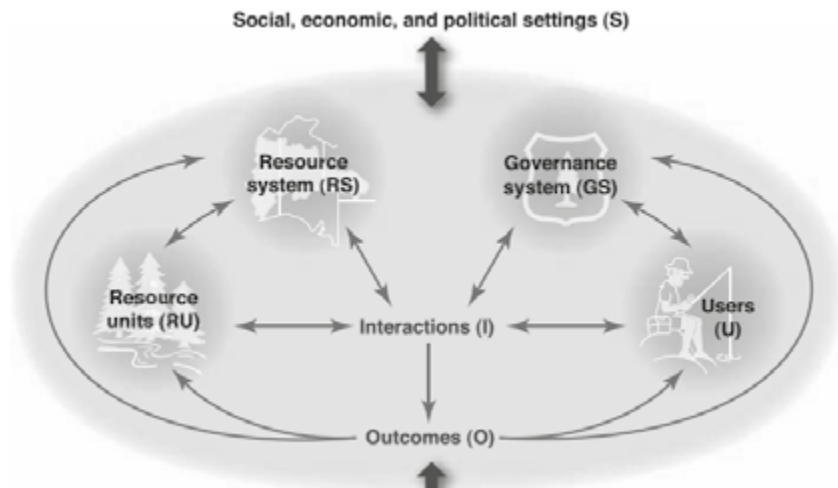 Social, economic, and political settings (S)
Resource
system (RS)
Governance
system (GS)
Resource
units (RU)
Interactions (I)
Users
(U)
Outcomes (O)